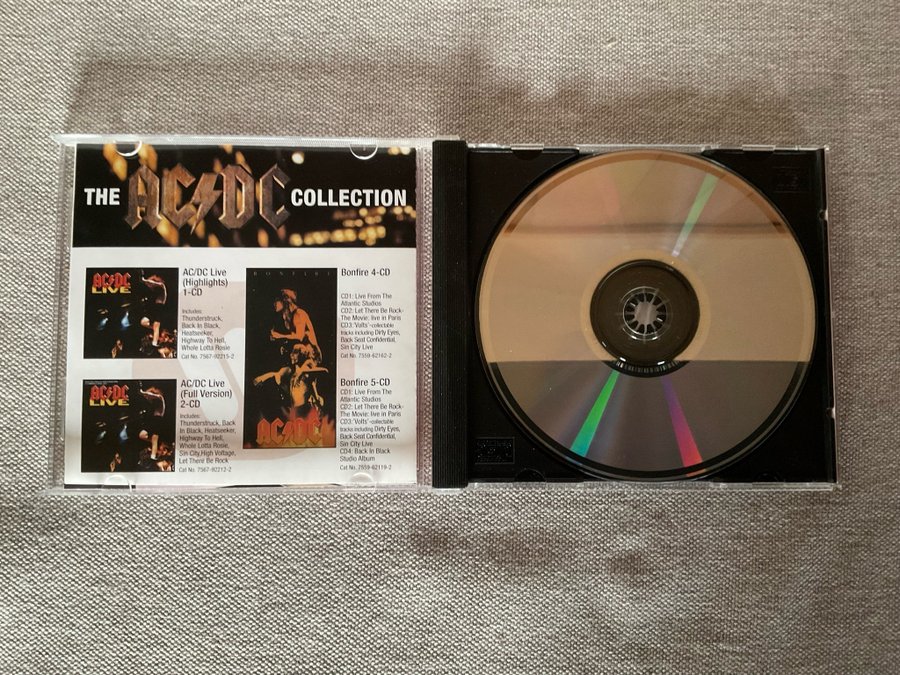 THE AC/DC COLLECTION
AC/DC LIVE
AC/DC Live
(Highlights)
1-CD
Includes:
Thunderstruck,
Back In Black,
Heatseeker,
Highway To Hell,
Whole Lotta Rosie
Cat No. 7567-92215-2
AC/DC LIVE
AC/DC Live
(Full Version)
2-CD
Includes:
Thunderstruck, Back
In Black, Heatseeker,
Highway To Hell,
Whole Lotta Rosie,
Sin City, High Voltage,
Let There Be Rock
Cat No. 7567-92212-2
BONFIRE
AC/DC
Bonfire 4-CD
CD1: Live From The
Atlantic Studios
CD2: Let There Be Rock-
The Movie: live in Paris
CD3: 'Volts' -collectable
tracks including Dirty Eyes,
Back Seat Confidential,
Sin City Live
Cat No. 7559-62162-2
Bonfire 5-CD
CD1: Live From The
Atlantic Studios
CD2: Let There Be Rock-
The Movie: live in Paris
CD3: 'Volts' -collectable
tracks including Dirty Eyes,
Back Seat Confidential,
Sin City Live
CD4: Back In Black
Studio Album
Cat No. 7559-62119-2